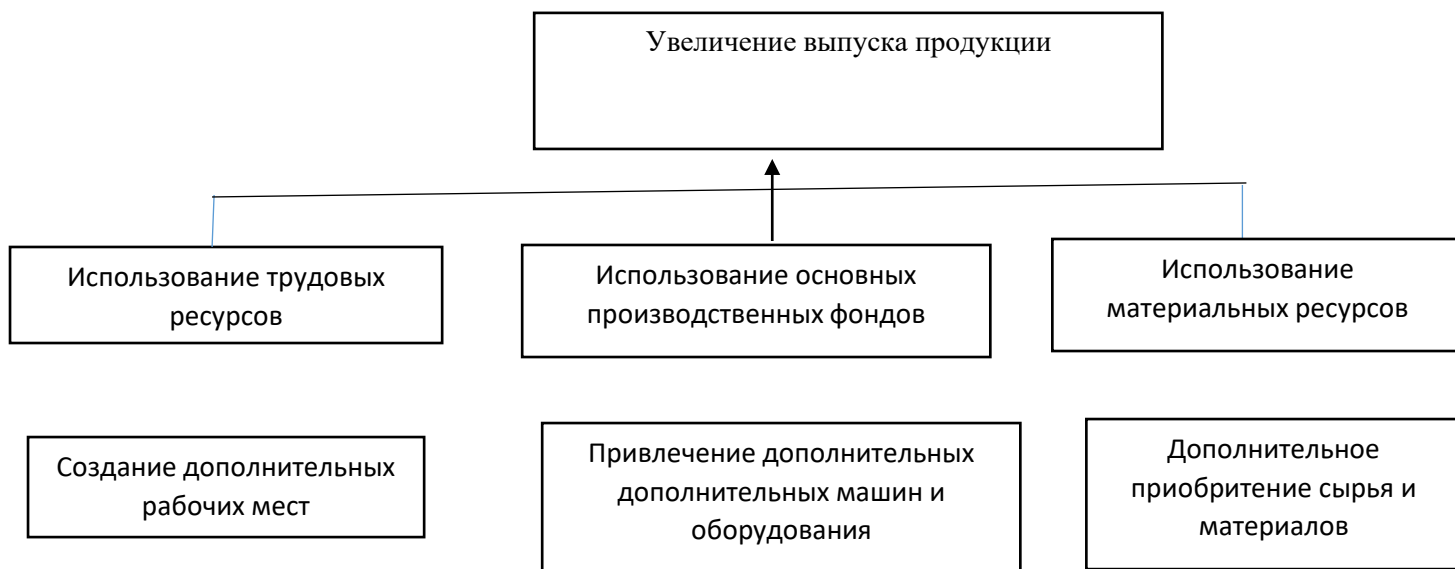 Увеличение выпуска продукции
Использование трудовых
ресурсов
Использование основных
производственных фондов
Использование
материальных ресурсов
Создание дополнительных
рабочих мест
Привлечение дополнительных
дополнительных машин и
оборудования
Дополнительное
приобритение сырья и
материалов